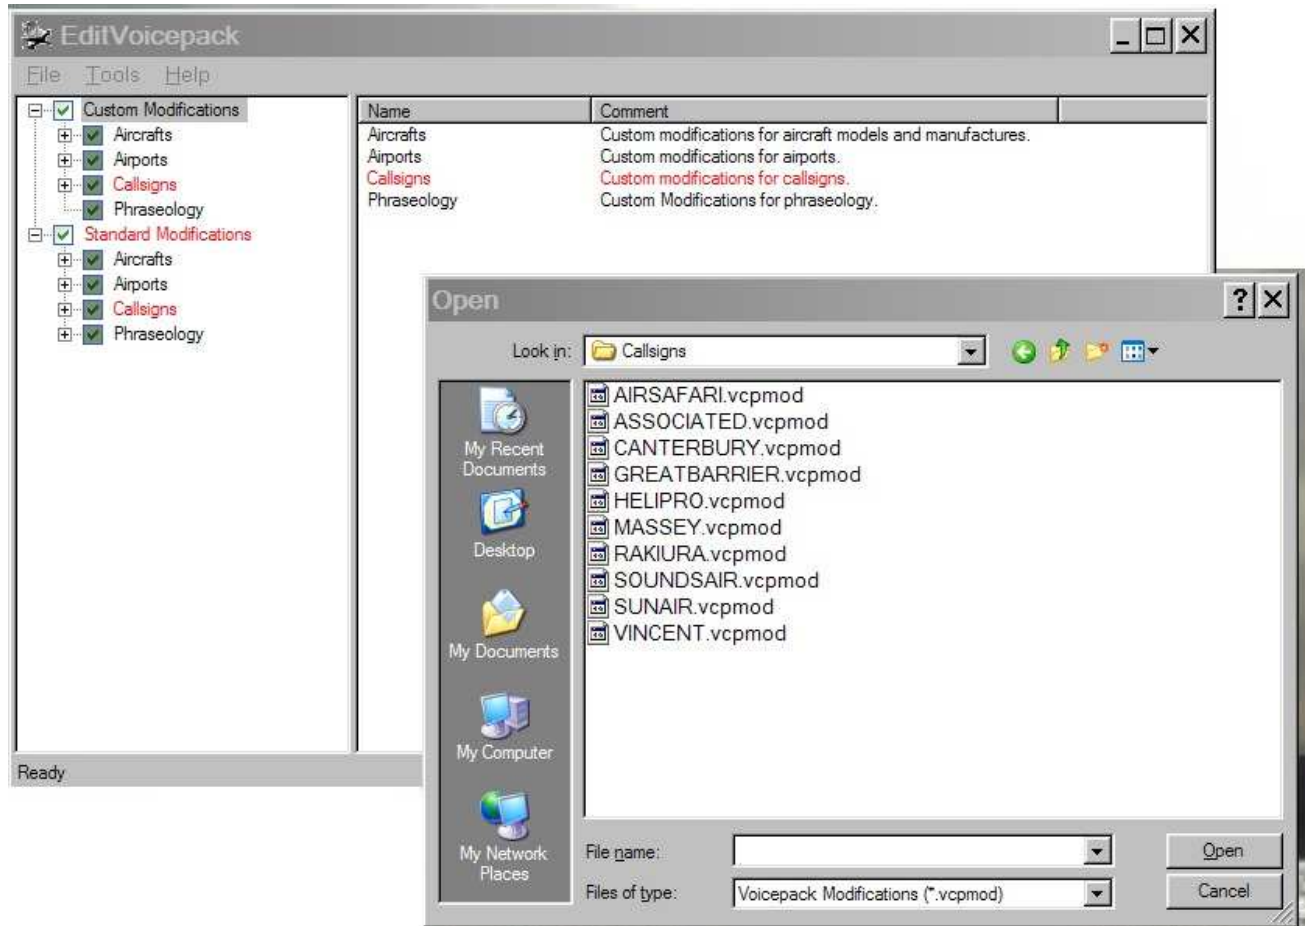 EditVoicepack
File Tools Help
Custom Modifications
Aircrafts
Airports
Callsigns
Phraseology
Standard Modifications
Aircrafts
Airports
Callsigns
Phraseology
Name Comment
Aircrafts Custom modifications for aircraft models and manufactures.
Airports Custom modifications for airports.
Callsigns Custom modifications for callsigns.
Phraseology Custom Modifications for phraseology.
Ready
Open
Look in: Callsigns
My Recent
Documents
Desktop
My Documents
My Computer
My Network
Places
AIRSAFARI.vcpmod
ASSOCIATED.vcpmod
CANTERBURY.vcpmod
GREATBARRIER.vcpmod
HELIPRO.vcpmod
MASSEY.vcpmod
RAKIURA.vcpmod
SOUNDSAIR.vcpmod
SUNAIR.vcpmod
VINCENT.vcpmod
File name:
Open
Files of type: Voicepack Modifications (*.vcpmod)
Cancel